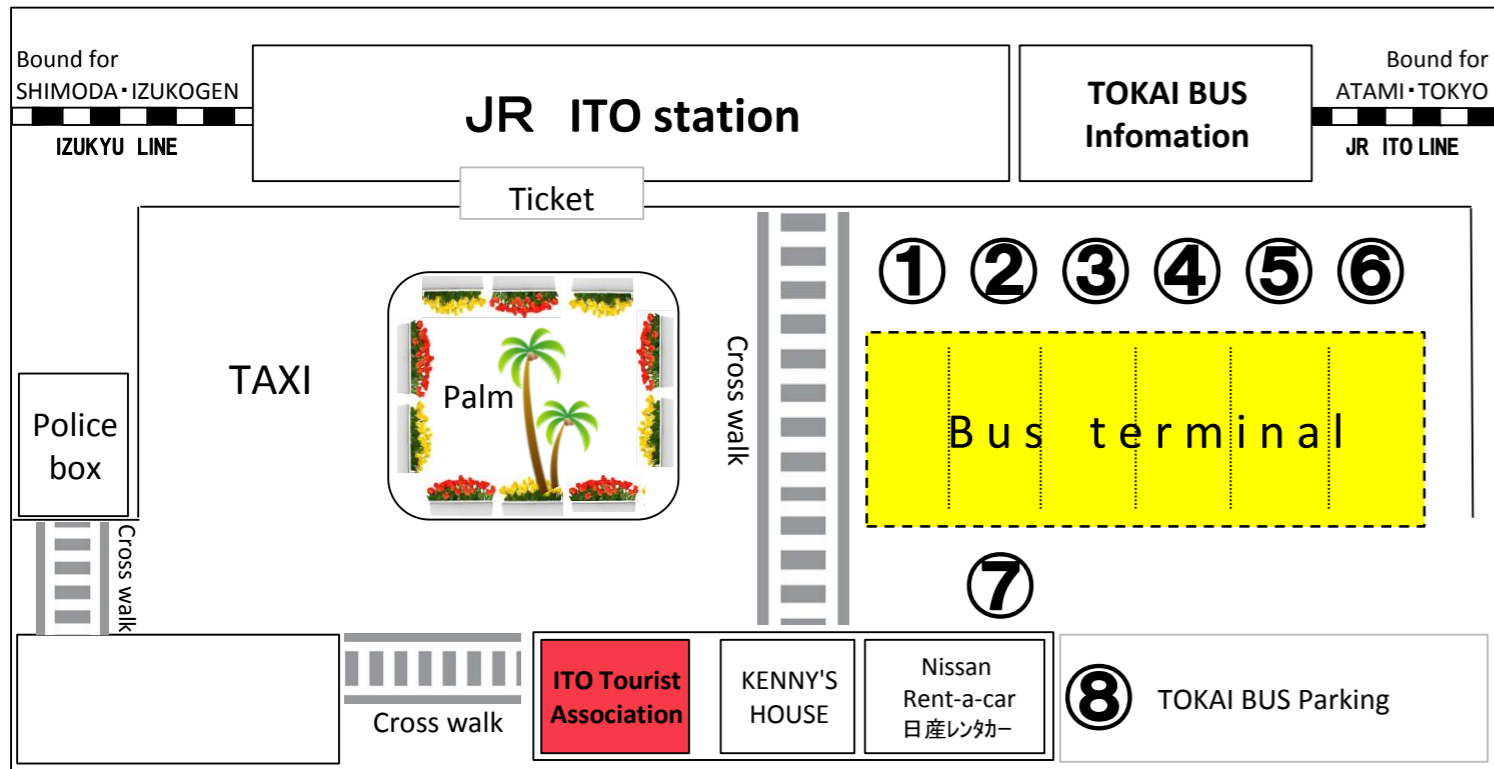 Bound for
SHIMODA・IZUKOGEN
IZUKYU LINE
JR ITO station
TOKAI BUS
Infomation
Bound for
ATAMI・TOKYO
JR ITO LINE
Ticket
① ② ③ ④ ⑤ ⑥
TAXI
Palm
Cross walk
Bus terminal
Police
box
Cross walk
⑦
Cross walk
ITO Tourist
Association
KENNY'S
HOUSE
Nissan
Rent-a-car
日産レンタカー
⑧ TOKAI BUS Parking